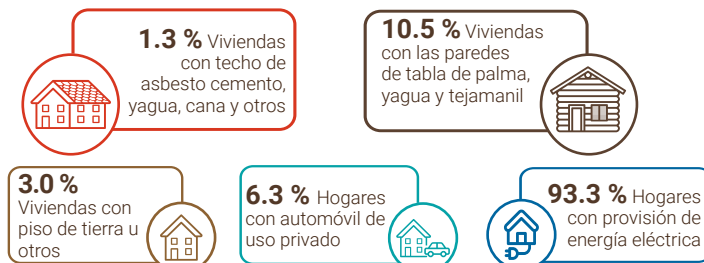 1.3 % Viviendas
con techo de
asbesto cemento,
yagua, cana y otros
10.5 % Viviendas
con las paredes
de tabla de palma,
yagua y tejamanil
3.0 %
Viviendas con
piso de tierra u
otros
6.3 % Hogares
con automóvil de
uso privado
93.3 % Hogares
con provisión de
energía eléctrica